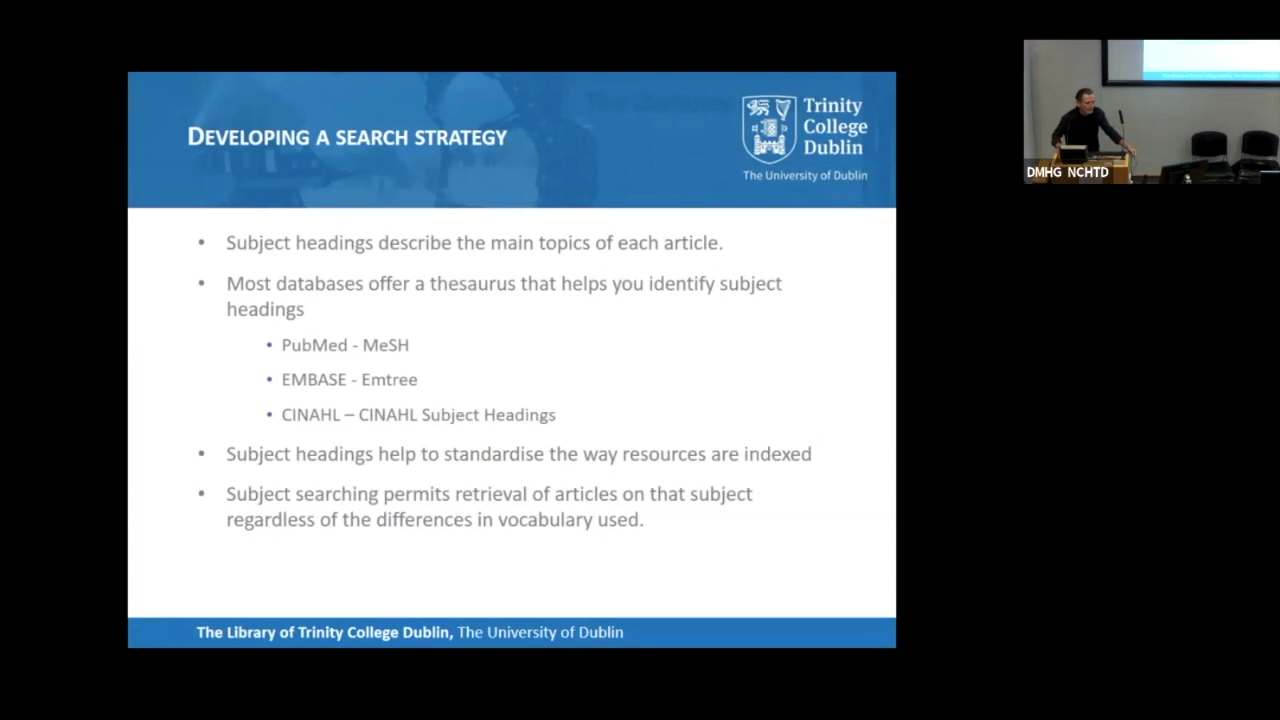 DEVELOPING A SEARCH STRATEGY
Trinity
College
Dublin
The University of Dublin
• Subject headings describe the main topics of each article.
• Most databases offer a thesaurus that helps you identify subject
headings
• PubMed - MeSH
• EMBASE - Emtree
• CINAHL – CINAHL Subject Headings
• Subject headings help to standardise the way resources are indexed
• Subject searching permits retrieval of articles on that subject
regardless of the differences in vocabulary used.
The Library of Trinity College Dublin, The University of Dublin
DMHG NCHTD